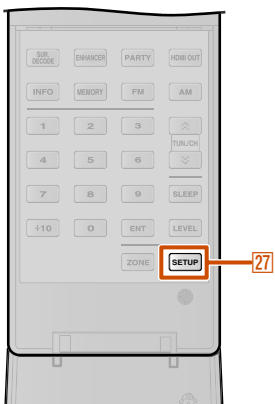 SUR. DECODE ENHANCER PARTY HDMI OUT
INFO MEMORY FM AM
1 2 3
TUN./CH
4 5 6
7 8 9 SLEEP
+10 0 ENT LEVEL
ZONE SETUP 27